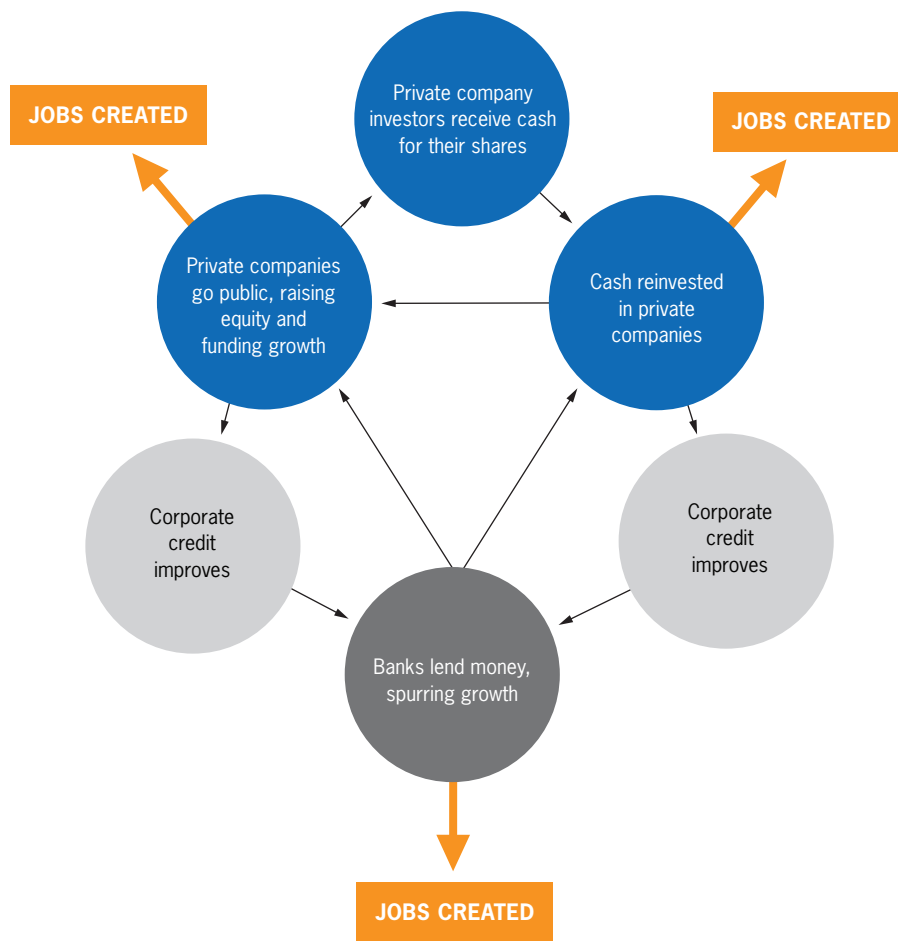 Private company
investors receive cash
for their shares
JOBS CREATED
JOBS CREATED
Private companies
go public, raising
equity and
funding growth
Cash reinvested
in private
companies
Corporate
credit
improves
Corporate
credit
improves
Banks lend money,
spurring growth
JOBS CREATED